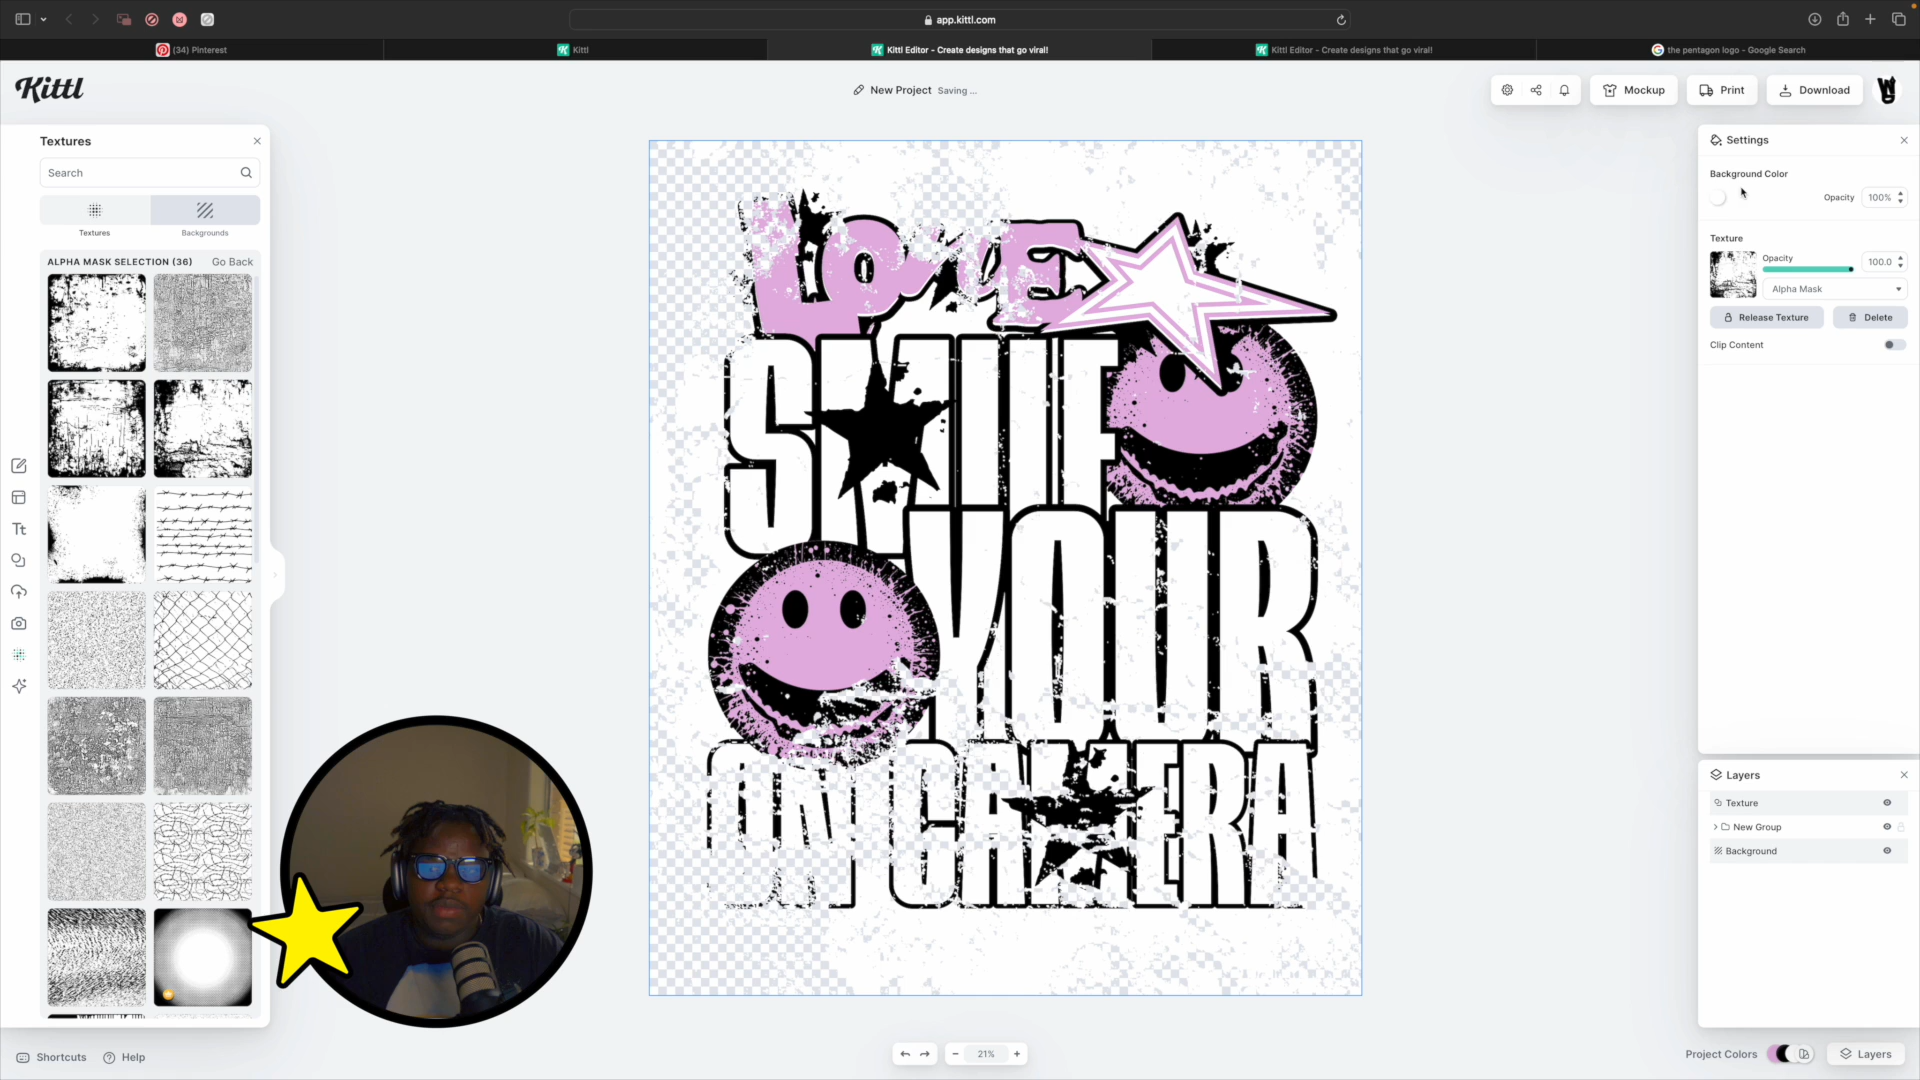 app.kittl.com
(34) Pinterest
Kittl
Kittl Editor - Create designs that go viral!
Kittl Editor - Create designs that go viral!
the pentagon logo - Google Search
Kittl
New Project Saving ...
Mockup
Print
Download
Textures
Search
Textures
Backgrounds
ALPHA MASK SELECTION (36) Go Back
LOVE
SMILE
YOUR
ON CAMERA
Settings
Background Color
Opacity 100%
Texture
Opacity
100.0
Alpha Mask
Release Texture
Delete
Clip Content
Layers
Texture
New Group
Background
Shortcuts
Help
21%
Project Colors
Layers